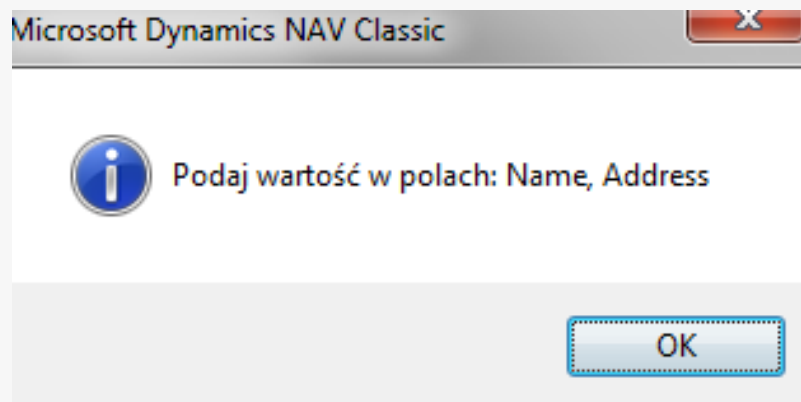 Microsoft Dynamics NAV Classic
Podaj wartość w polach: Name, Address
OK